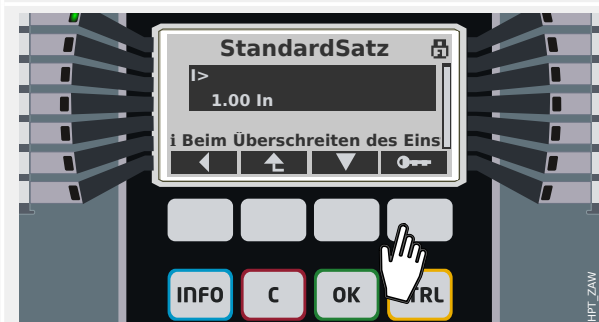 StandardSatz
I>
1.00 In
i Beim Überschreiten des Eins
INFO
C
OK
TRL
HPT_ZAW